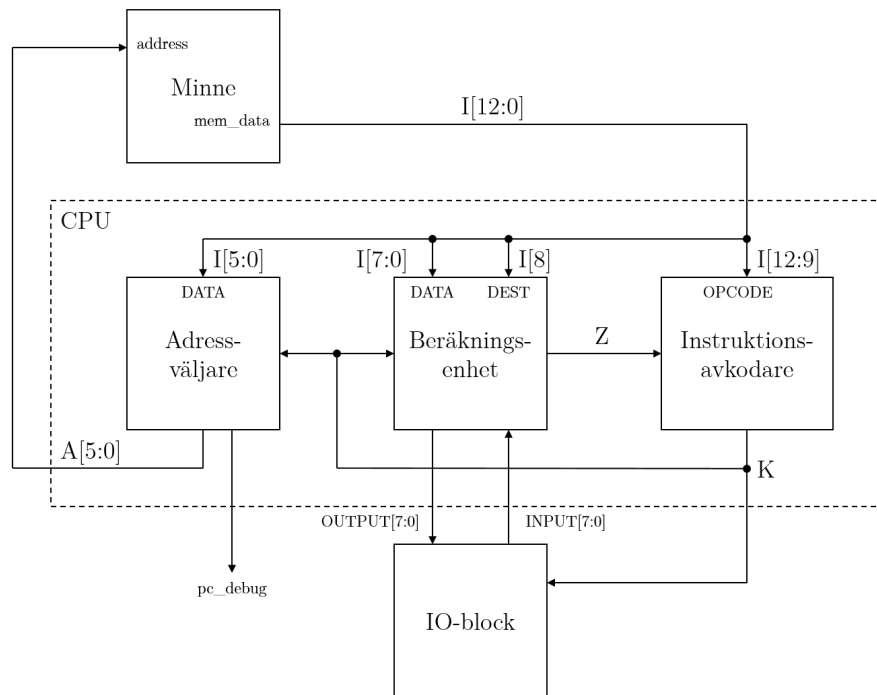 address
Minne
mem_data
I[12:0]
CPU
I[5:0]
I[7:0]
I[8]
I[12:9]
DATA
DATA
DEST
OPCODE
Adress-
väljare
Beräknings-
enhet
Z
Instruktions-
avkodare
A[5:0]
K
OUTPUT[7:0]
INPUT[7:0]
pc_debug
IO-block